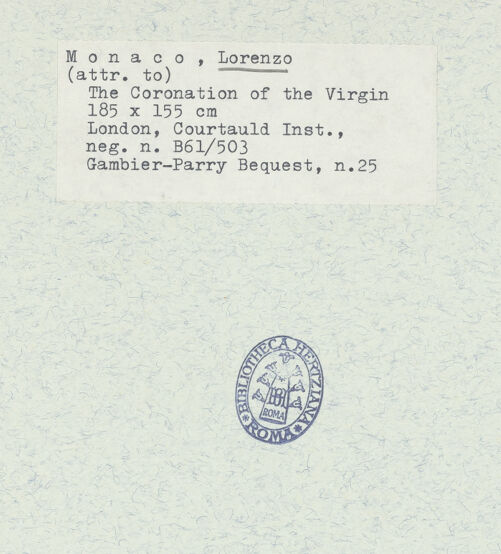 M o n a c o , Lorenzo
(attr. to)
The Coronation of the Virgin
185 x 155 cm
London, Courtauld Inst.,
neg. n. B61/503
Gambier-Parry Bequest, n.25
BIBLIOTHECA HERTZIANA
BH
ROMA
ROMA